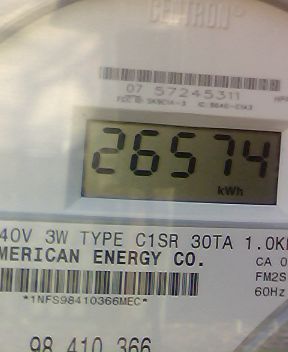 CENTRON®
07 57245311
26574
kWh
40V 3W TYPE C1SR 30TA 1.0K
MERICAN ENERGY CO. CA 0
FM2S
*1NFS98410366MEC* 60Hz
98 410 366